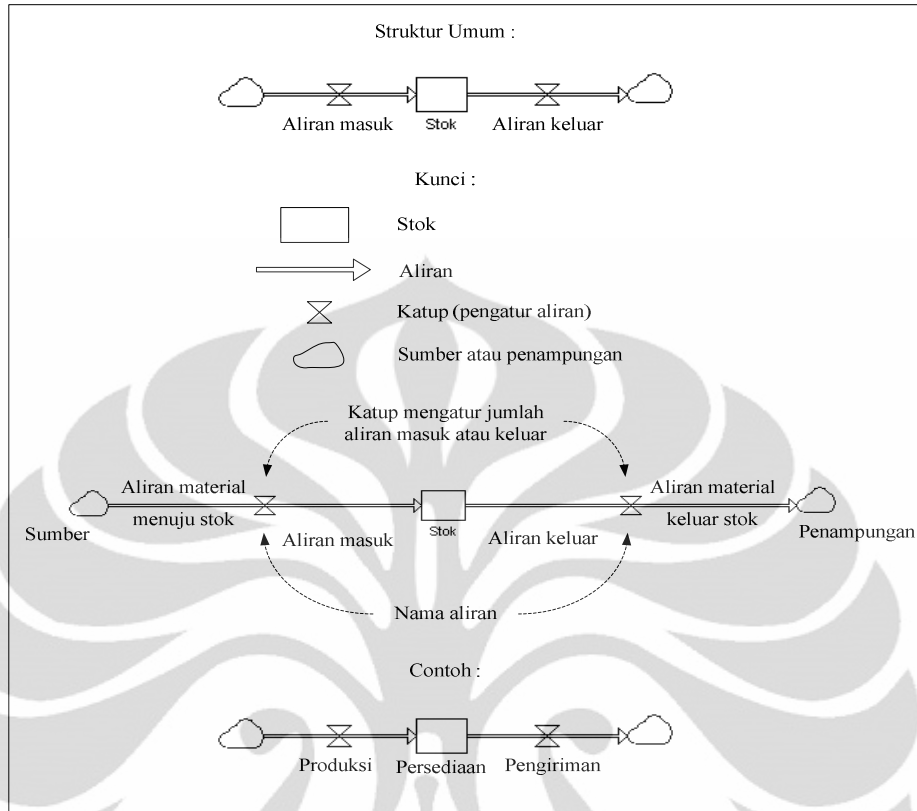 Struktur Umum :
Aliran masuk
Stok
Aliran keluar
Kunci :
Stok
Aliran
Katup (pengatur aliran)
Sumber atau penampungan
Katup mengatur jumlah
aliran masuk atau keluar
Aliran material
menuju stok
Aliran material
keluar stok
Sumber
Aliran masuk
Stok
Aliran keluar
Penampungan
Nama aliran
Contoh :
Produksi
Persediaan
Pengiriman